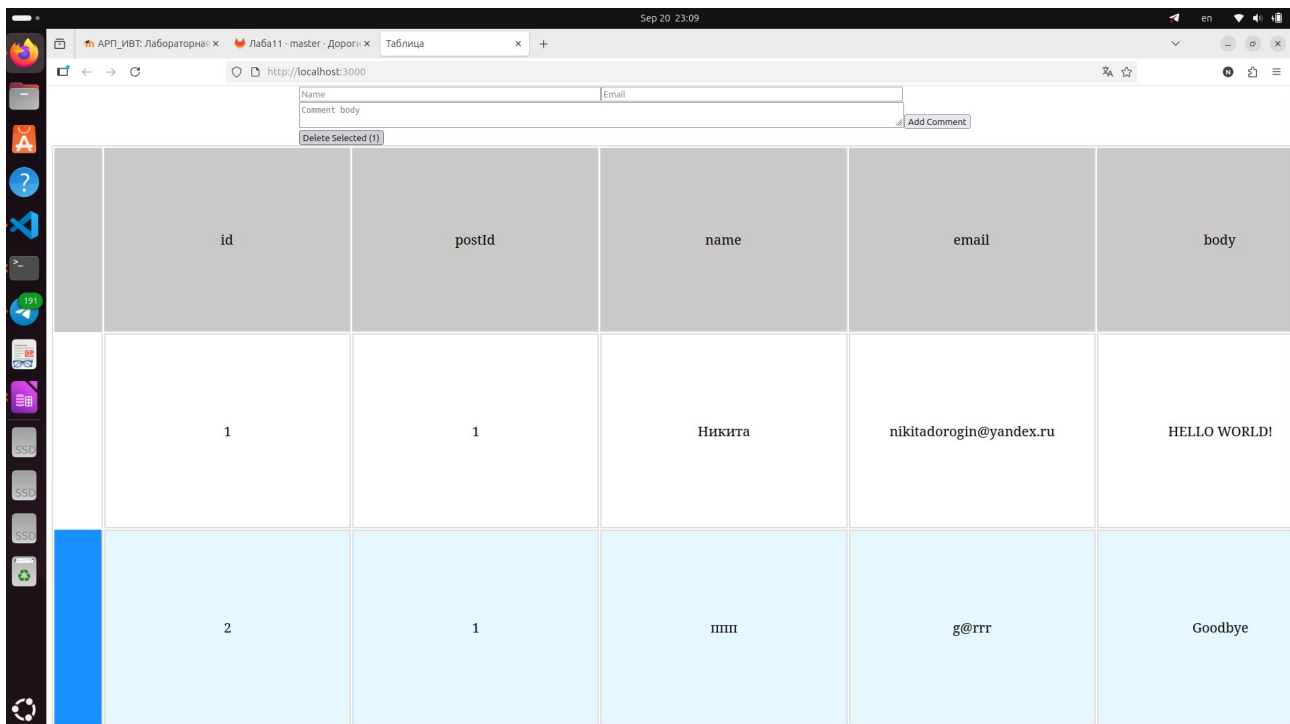 Sep 20 23:09
en
АРП_ИВТ: Лабораторная
Лаба11 · master · Дороги
Таблица
http://localhost:3000
Name
Email
Comment body
Add Comment
Delete Selected (1)
id postId name email body
1 1 Никита nikitadorogin@yandex.ru HELLO WORLD!
2 1 ппп g@rrr Goodbye
191
SSD
SSD
SSD